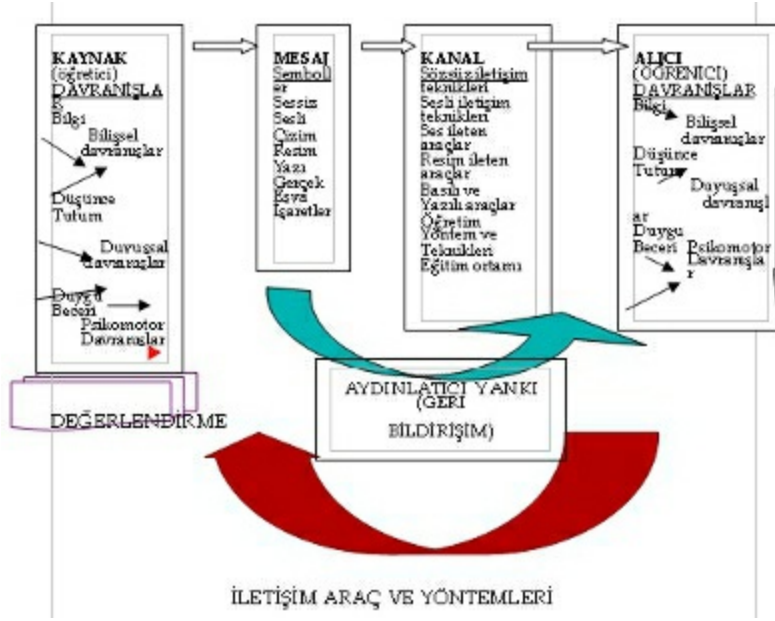 KAYNAK
(öğretici)
DAVRANIŞLA
R
Bilgi
Bilişsel
davranışlar
Düşünce
Tutum
Duyuşsal
davranışlar
Duygu
Beceri
Psikomotor
Davranışlar
DEĞERLENDİRME
MESAJ
Semboll
er
Sessiz
Sesli
Çizim
Resim
Yazı
Gerçek
Eşya
İşaretler
KANAL
Sözsüz iletişim
teknikleri
Sesli iletişim
teknikleri
Ses ileten
araçlar
Resim ileten
araçlar
Basılı ve
Yazılı araçlar
Öğretim
Yöntem ve
Teknikleri
Eğitim ortamı
ALICI
(ÖĞRENİCİ)
DAVRANIŞLAR
Bilgi
Bilişsel
davranışlar
Düşünce
Tutum
Duyuşsal
davranışl
ar
Duygu
Beceri
Psikomotor
Davranışla
r
AYDINLATICI YANKI
(GERİ
BİLDİRİŞİM)
İLETİŞİM ARAÇ VE YÖNTEMLERİ